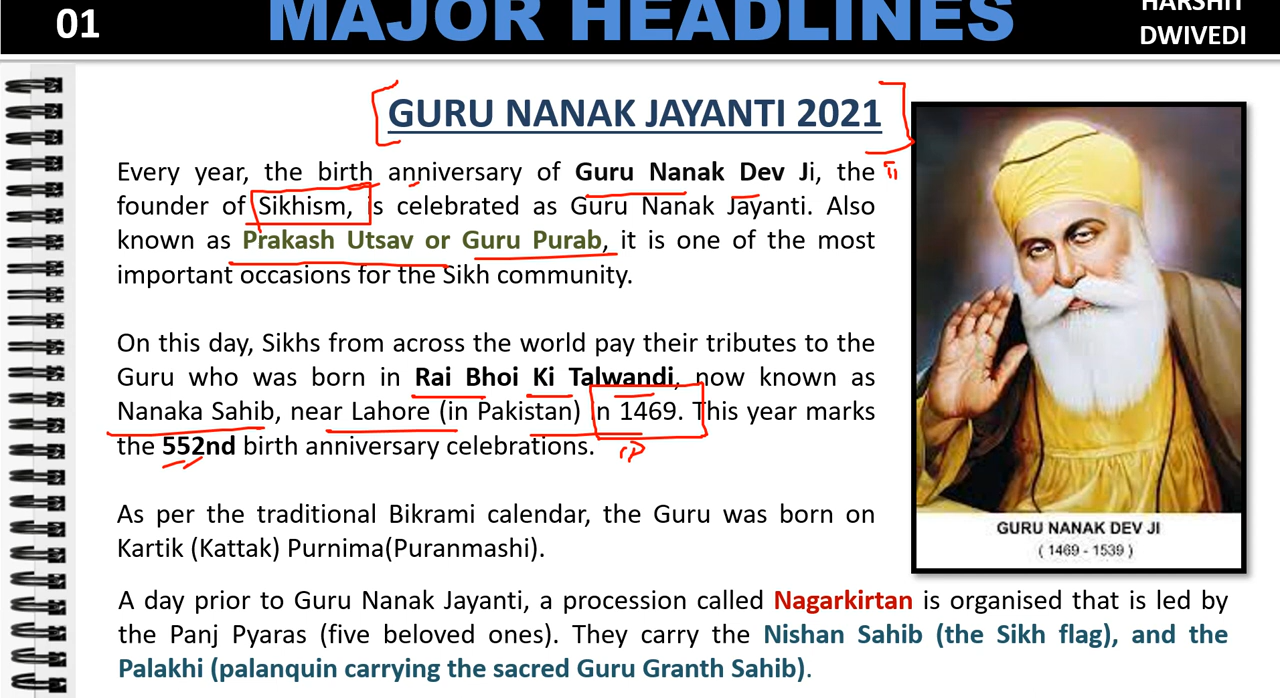 01
MAJOR HEADLINES
HARSHIT
DWIVEDI
GURU NANAK JAYANTI 2021
Every year, the birth anniversary of Guru Nanak Dev Ji, the
founder of Sikhism, is celebrated as Guru Nanak Jayanti. Also
known as Prakash Utsav or Guru Purab, it is one of the most
important occasions for the Sikh community.
On this day, Sikhs from across the world pay their tributes to the
Guru who was born in Rai Bhoi Ki Talwandi, now known as
Nanaka Sahib, near Lahore (in Pakistan) in 1469. This year marks
the 552nd birth anniversary celebrations.
As per the traditional Bikrami calendar, the Guru was born on
Kartik (Kattak) Purnima(Puranmashi).
GURU NANAK DEV JI
( 1469 - 1539 )
A day prior to Guru Nanak Jayanti, a procession called Nagarkirtan is organised that is led by
the Panj Pyaras (five beloved ones). They carry the Nishan Sahib (the Sikh flag), and the
Palakhi (palanquin carrying the sacred Guru Granth Sahib).